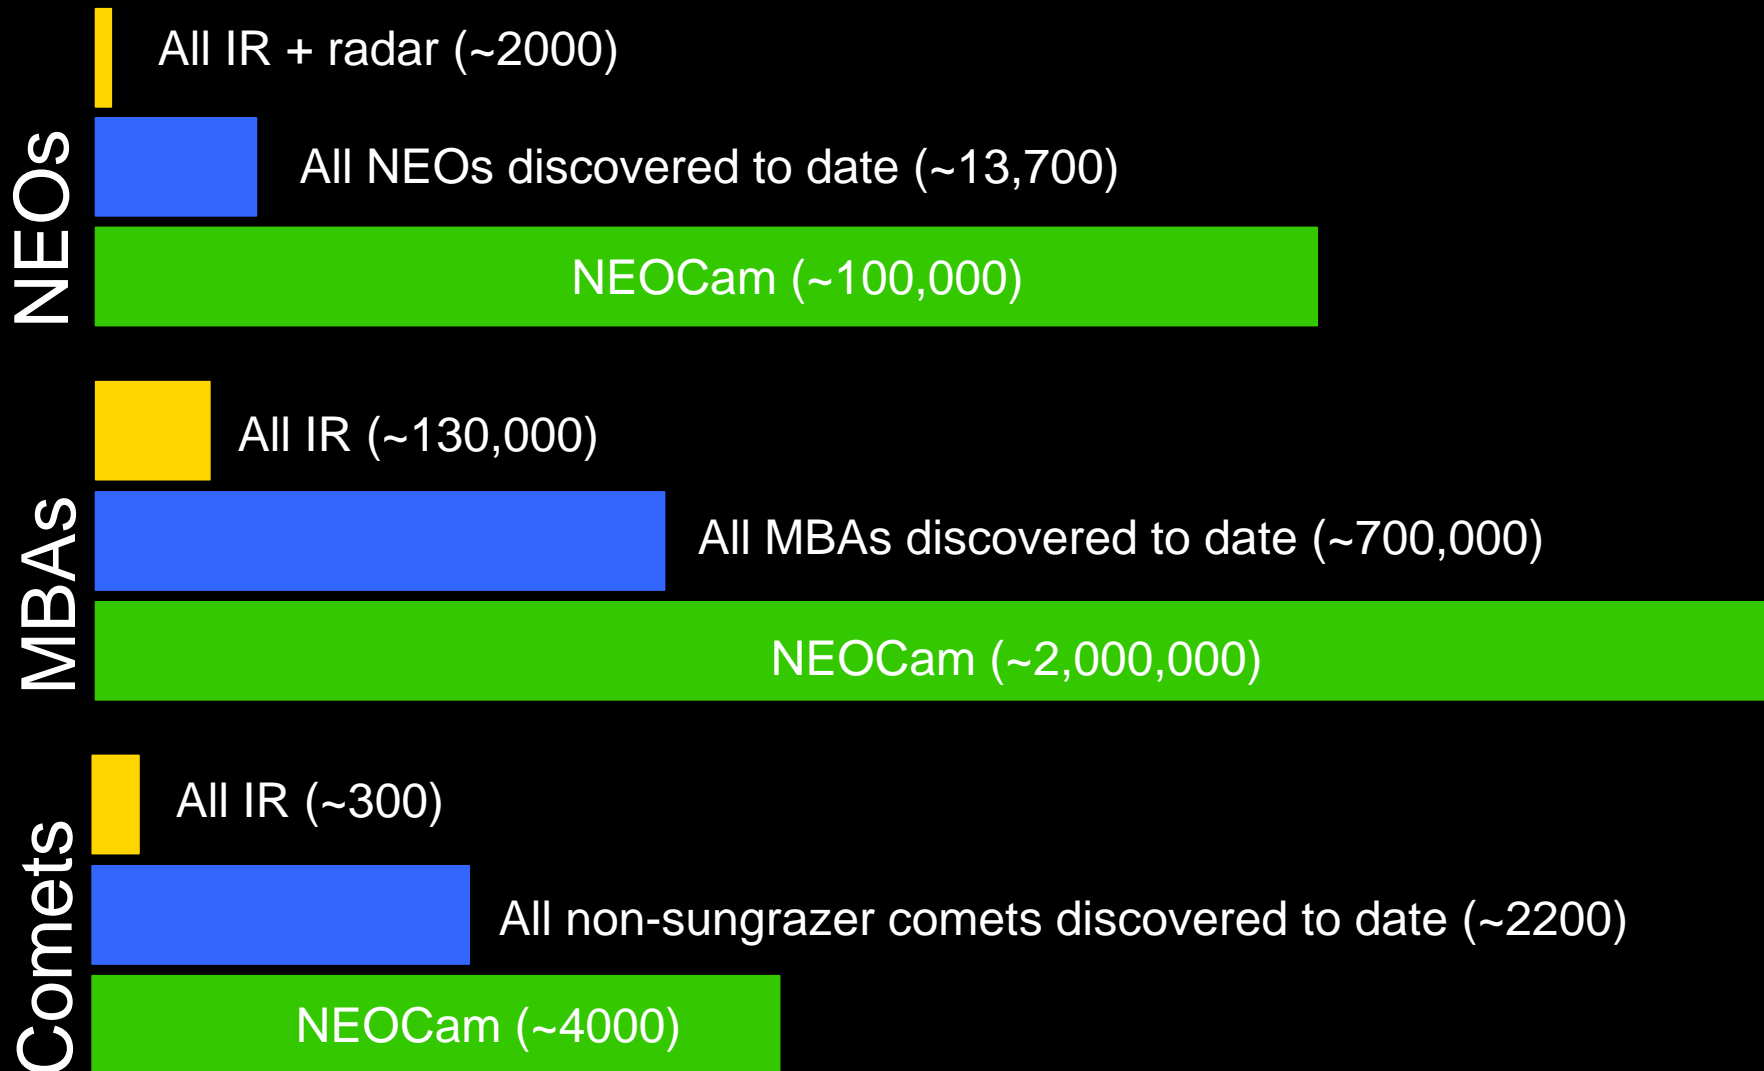 NEOs
All IR + radar (~2000)
All NEOs discovered to date (~13,700)
NEOCam (~100,000)
MBAs
All IR (~130,000)
All MBAs discovered to date (~700,000)
NEOCam (~2,000,000)
Comets
All IR (~300)
All non-sungrazer comets discovered to date (~2200)
NEOCam (~4000)